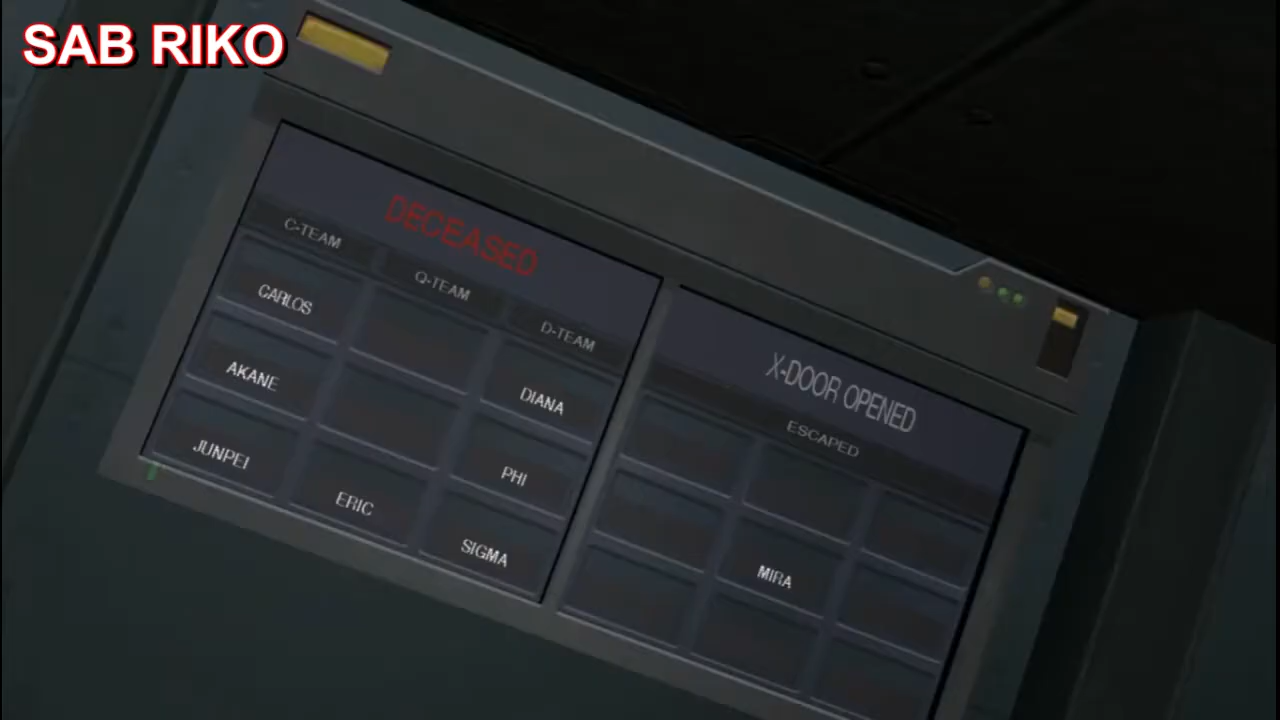 SAB RIKO
DECEASED
C-TEAM Q-TEAM D-TEAM
CARLOS DIANA
AKANE PHI
JUNPEI ERIC SIGMA
X-DOOR OPENED
ESCAPED
MIRA